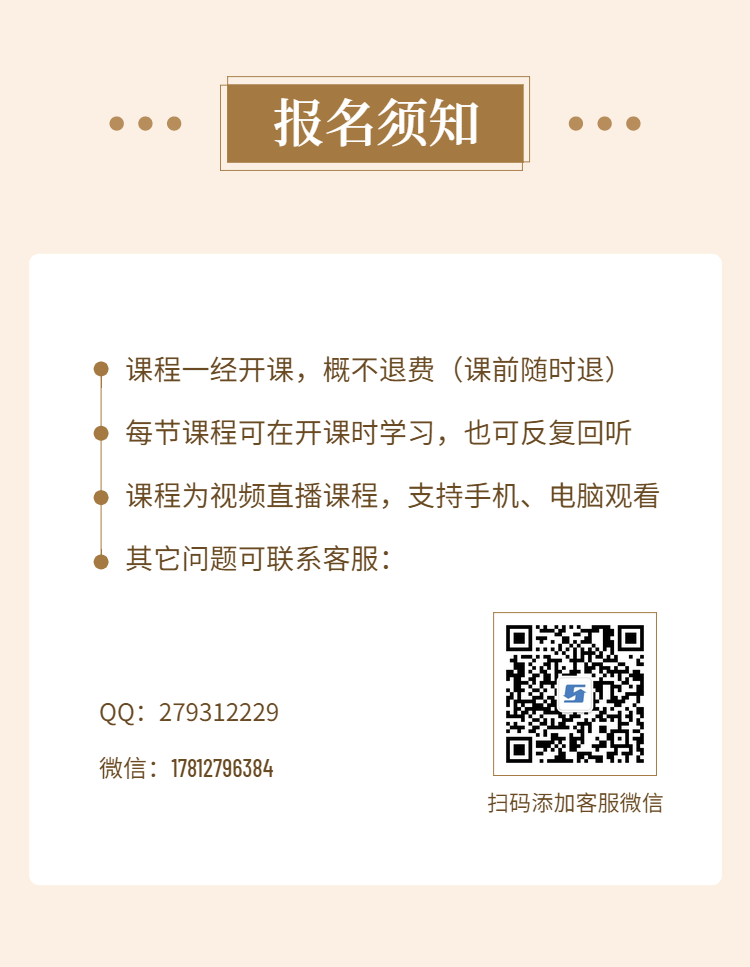 报名须知
课程一经开课，概不退费（课前随时退）
每节课程可在开课时学习，也可反复回听
课程为视频直播课程，支持手机、电脑观看
其它问题可联系客服：
QQ：279312229
微信：17812796384
扫码添加客服微信